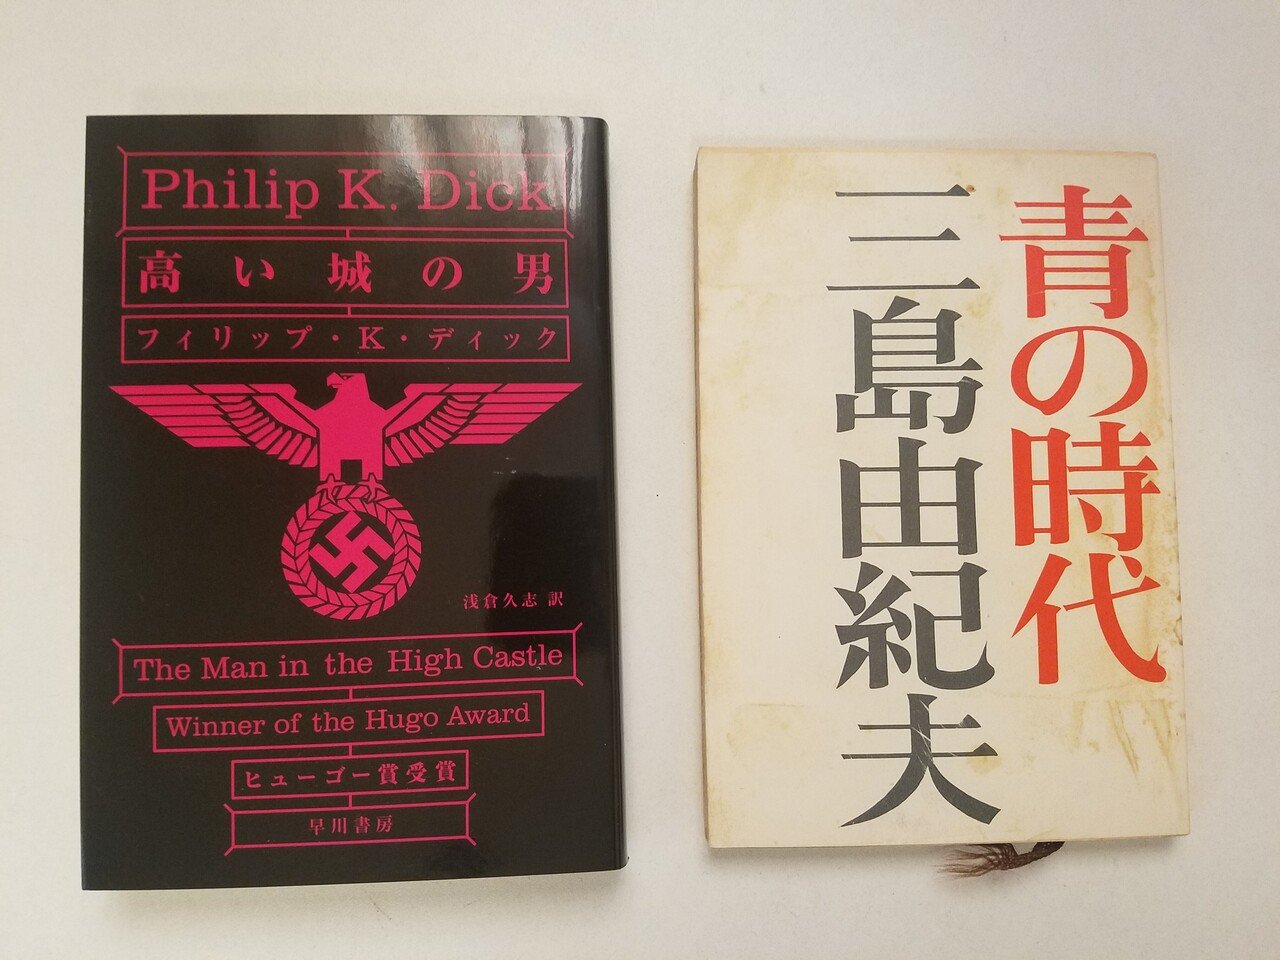 Philip K. Dick
高い城の男
フィリップ・K・ディック
浅倉久志 訳
The Man in the High Castle
Winner of the Hugo Award
ヒューゴー賞受賞
早川書房
青の時代
三島由紀夫